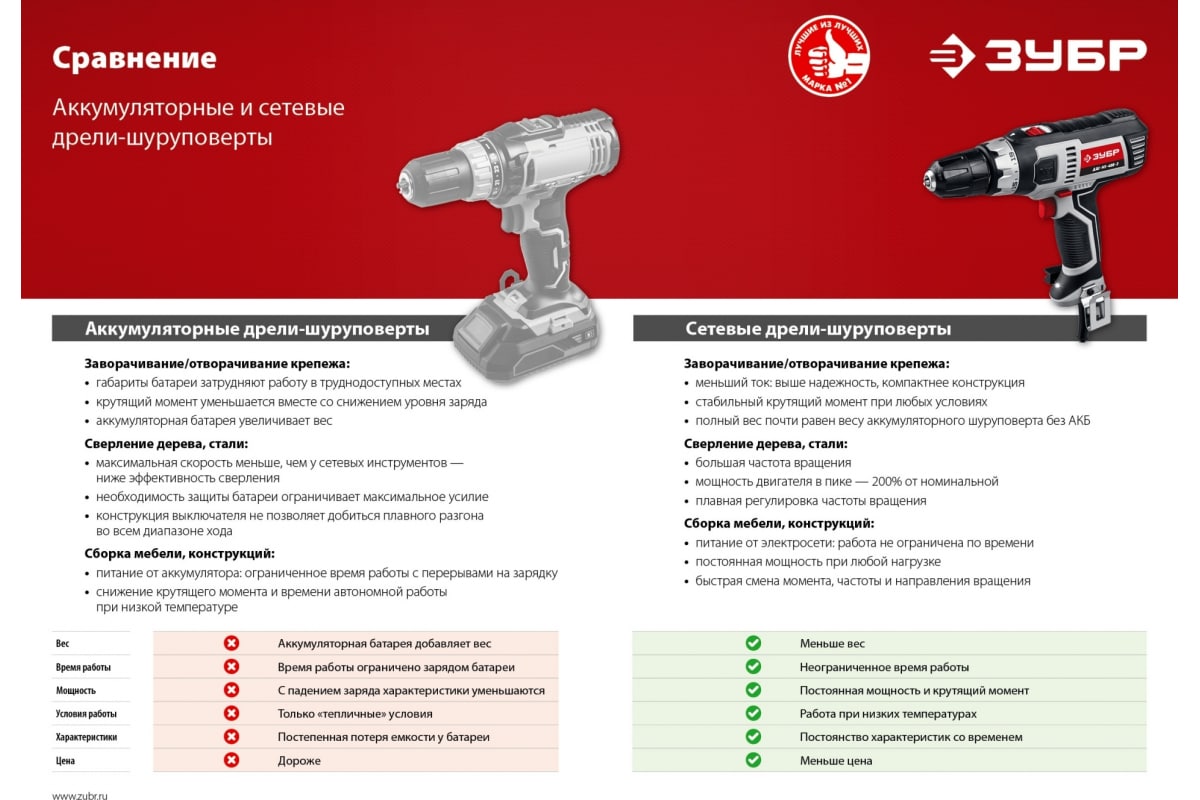 Сравнение
Аккумуляторные и сетевые
дрели-шуруповерты
ЛУЧШИЕ ИЗ ЛУЧШИХ
МАРКА №1
ЗУБР
ЗУБР
Аккумуляторные дрели-шуруповерты
Заворачивание/отворачивание крепежа:
• габариты батареи затрудняют работу в труднодоступных местах
• крутящий момент уменьшается вместе со снижением уровня заряда
• аккумуляторная батарея увеличивает вес
Сверление дерева, стали:
• максимальная скорость меньше, чем у сетевых инструментов —
ниже эффективность сверления
• необходимость защиты батареи ограничивает максимальное усилие
• конструкция выключателя не позволяет добиться плавного разгона
во всем диапазоне хода
Сборка мебели, конструкций:
• питание от аккумулятора: ограниченное время работы с перерывами на зарядку
• снижение крутящего момента и времени автономной работы
при низкой температуре
Сетевые дрели-шуруповерты
Заворачивание/отворачивание крепежа:
• меньший ток: выше надежность, компактнее конструкция
• стабильный крутящий момент при любых условиях
• полный вес почти равен весу аккумуляторного шуруповерта без АКБ
Сверление дерева, стали:
• большая частота вращения
• мощность двигателя в пике — 200% от номинальной
• плавная регулировка частоты вращения
Сборка мебели, конструкций:
• питание от электросети: работа не ограничена по времени
• постоянная мощность при любой нагрузке
• быстрая смена момента, частоты и направления вращения
Вес Аккумуляторная батарея добавляет вес Меньше вес
Время работы Время работы ограничено зарядом батареи Неограниченное время работы
Мощность С падением заряда характеристики уменьшаются Постоянная мощность и крутящий момент
Условия работы Только «тепличные» условия Работа при низких температурах
Характеристики Постепенная потеря емкости у батареи Постоянство характеристик со временем
Цена Дороже Меньше цена
www.zubr.ru